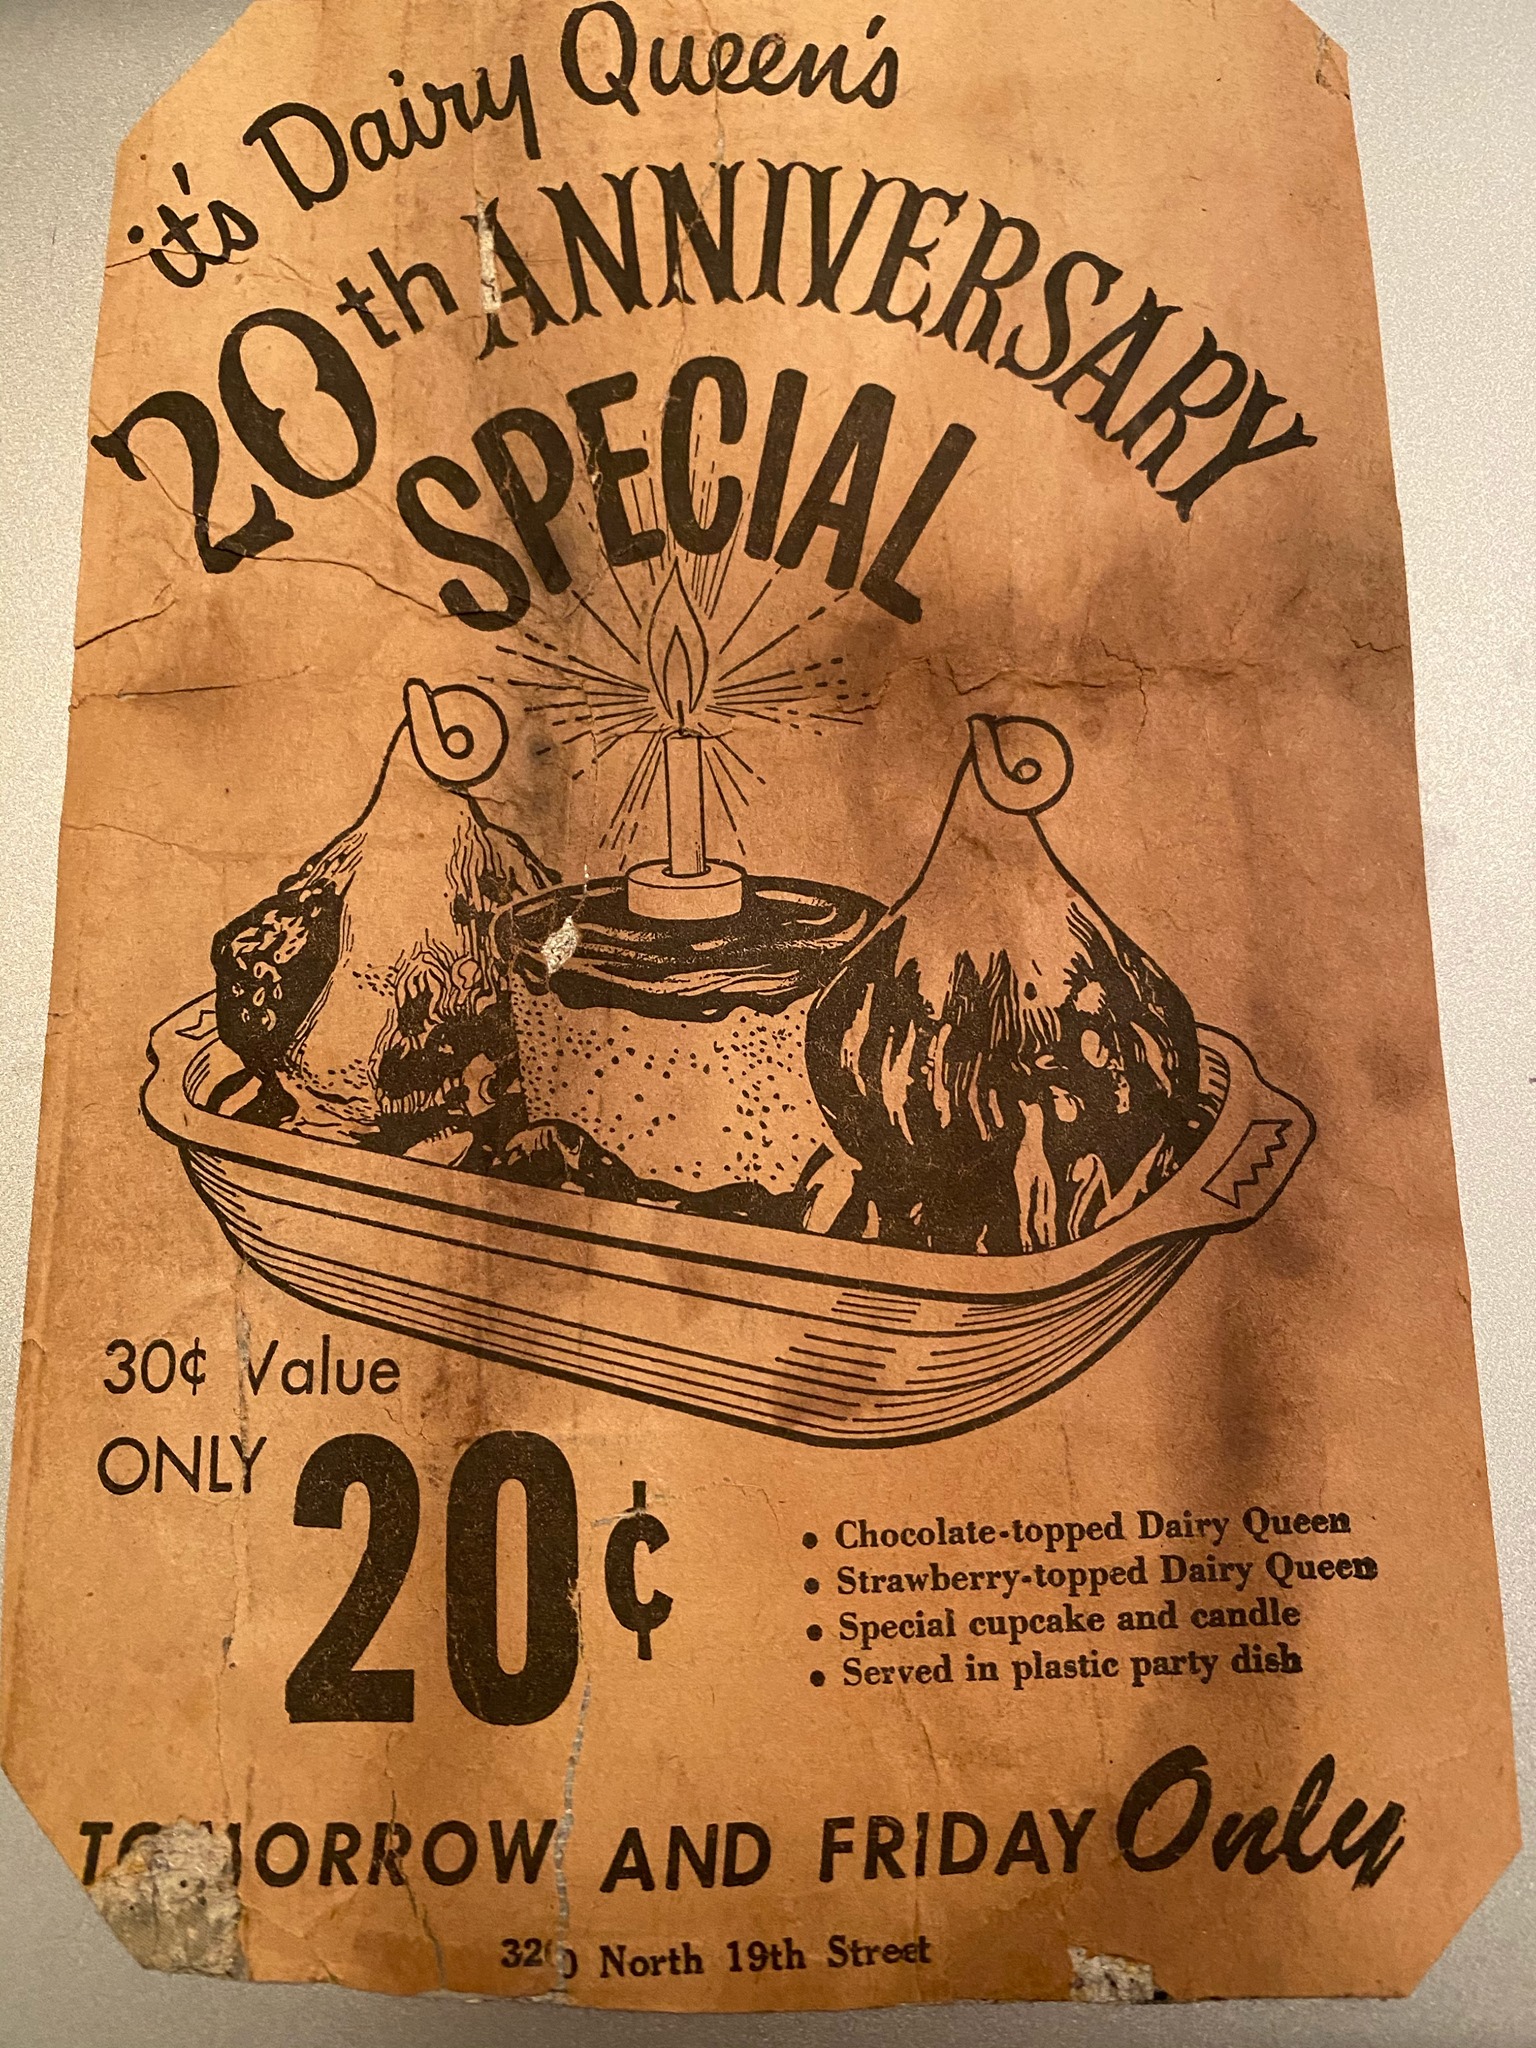 it's Dairy Queen's
20th ANNIVERSARY
SPECIAL
30¢ Value
ONLY
20¢
• Chocolate-topped Dairy Queen
• Strawberry-topped Dairy Queen
• Special cupcake and candle
• Served in plastic party dish
TOMORROW AND FRIDAY Only
North 19th Street